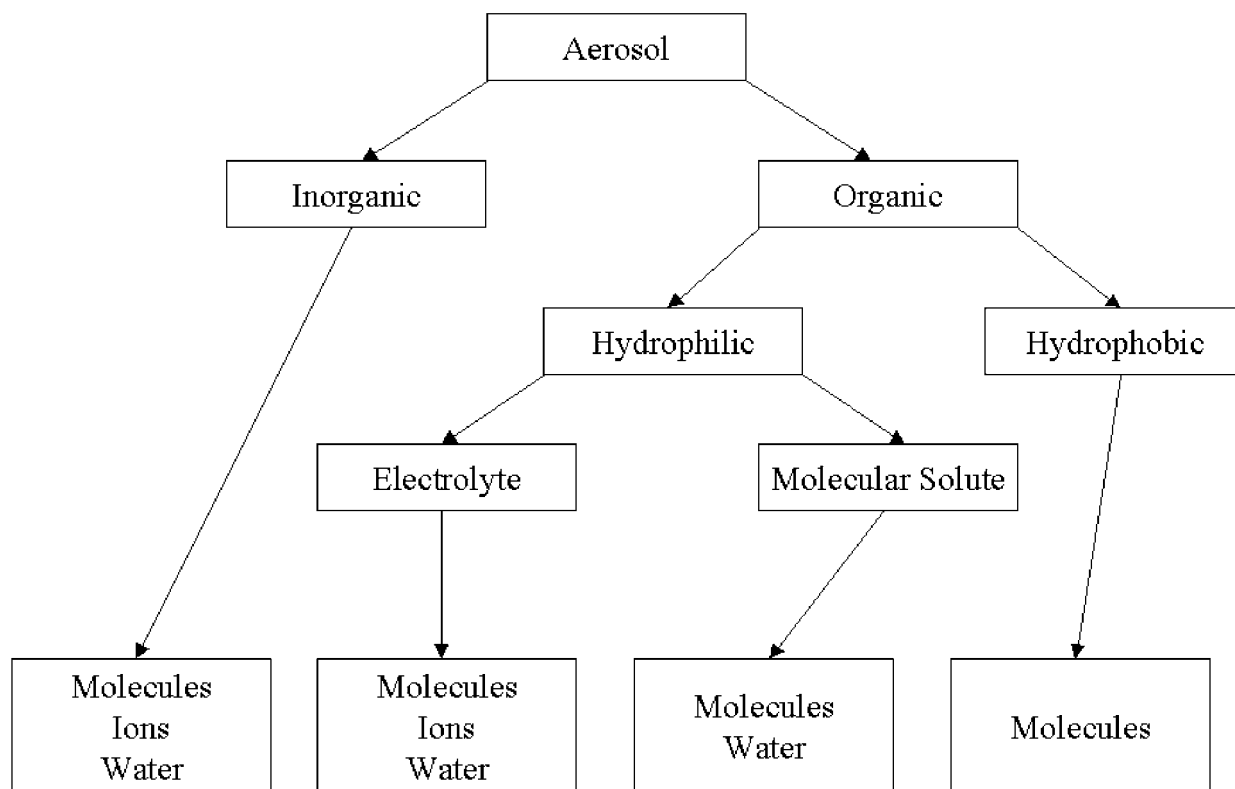 Aerosol
Inorganic
Organic
Hydrophilic
Hydrophobic
Electrolyte
Molecular Solute
Molecules
Ions
Water
Molecules
Ions
Water
Molecules
Water
Molecules